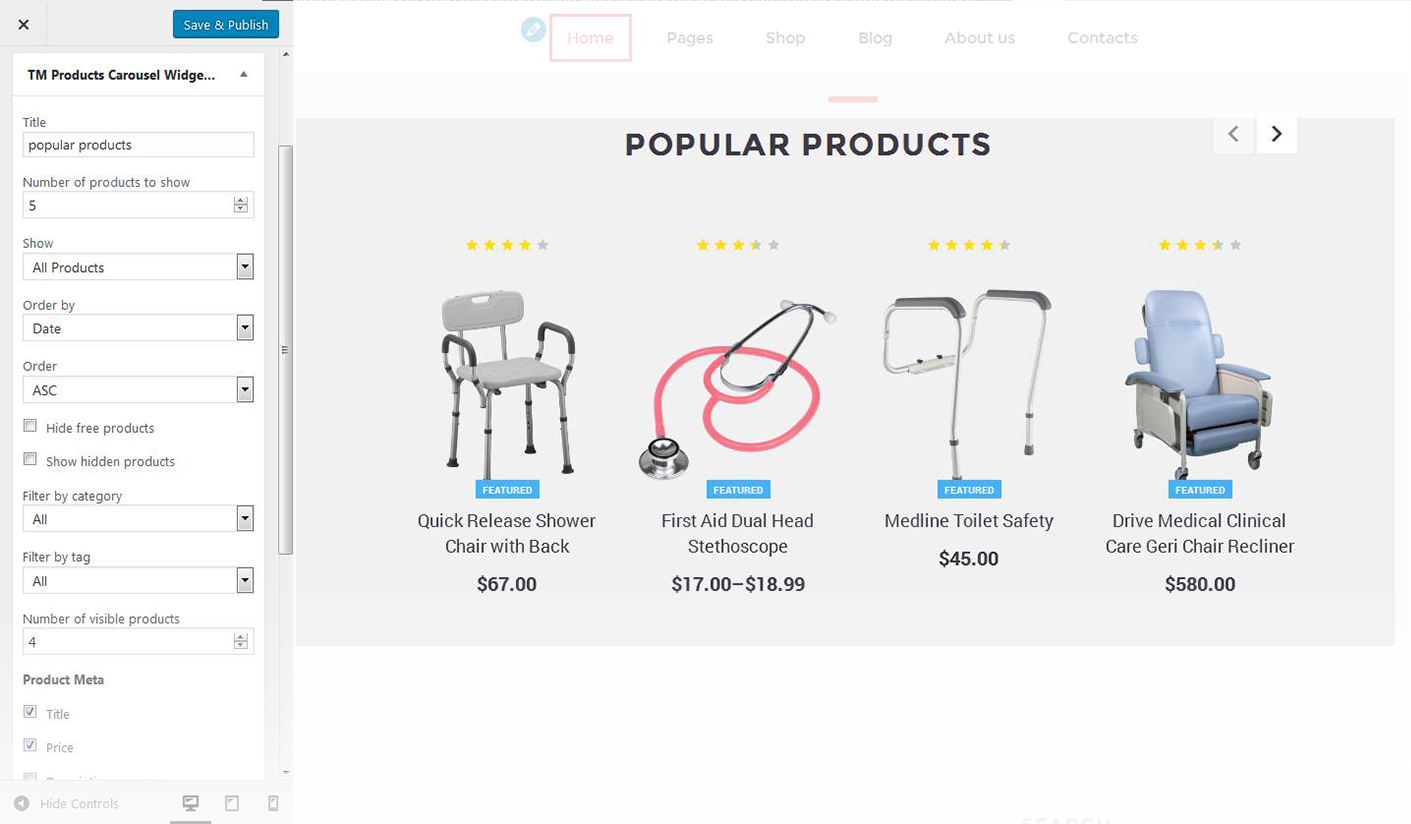 Save & Publish
TM Products Carousel Widge...
Title
popular products
Number of products to show
5
Show
All Products
Order by
Date
Order
ASC
Hide free products
Show hidden products
Filter by category
All
Filter by tag
All
Number of visible products
4
Product Meta
Title
Price
Hide Controls
Home
Pages
Shop
Blog
About us
Contacts
POPULAR PRODUCTS
FEATURED
Quick Release Shower
Chair with Back
$67.00
FEATURED
First Aid Dual Head
Stethoscope
$17.00–$18.99
FEATURED
Medline Toilet Safety
$45.00
FEATURED
Drive Medical Clinical
Care Geri Chair Recliner
$580.00
SEARCH